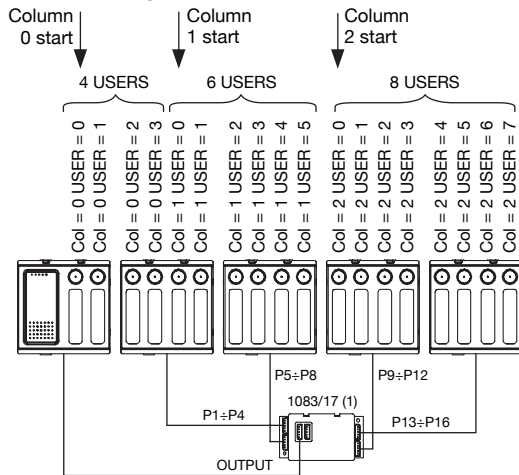 Column
0 start
Column
1 start
Column
2 start
4 USERS
6 USERS
8 USERS
Col = 0 USER = 0
Col = 0 USER = 1
Col = 0 USER = 2
Col = 0 USER = 3
Col = 1 USER = 0
Col = 1 USER = 1
Col = 1 USER = 2
Col = 1 USER = 3
Col = 1 USER = 4
Col = 1 USER = 5
Col = 2 USER = 0
Col = 2 USER = 1
Col = 2 USER = 2
Col = 2 USER = 3
Col = 2 USER = 4
Col = 2 USER = 5
Col = 2 USER = 6
Col = 2 USER = 7
P5÷P8
P9÷P12
1083/17 (1)
P1÷P4
P13÷P16
OUTPUT